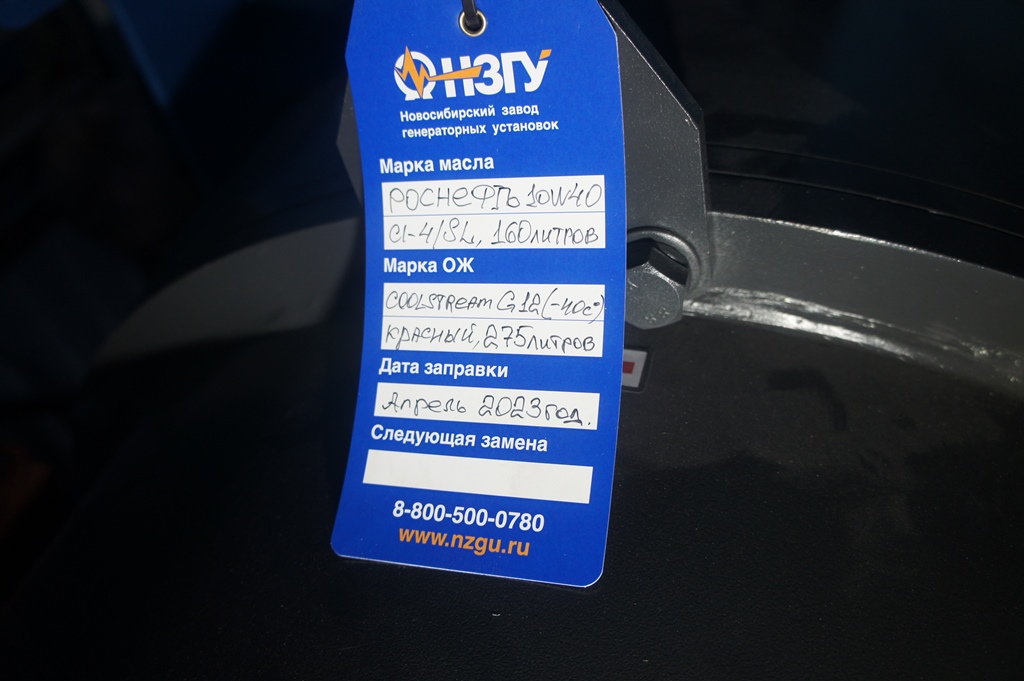 НЗГУ
Новосибирский завод
генераторных установок
Марка масла
РОСНЕФТЬ 10W40
CI-4/SL, 160литров
Марка ОЖ
COOLSTREAM G12(-40c°)
красный, 275литров
Дата заправки
Апрель 2023год.
Следующая замена
8-800-500-0780
www.nzgu.ru